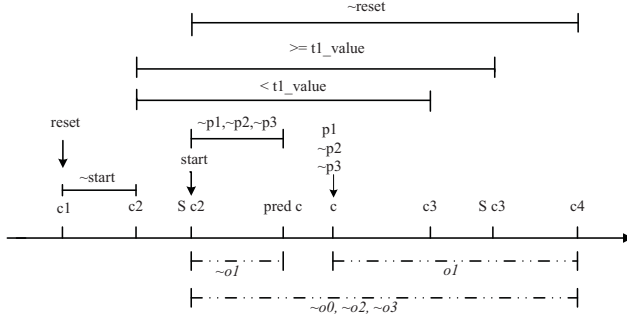 ~reset
>= t1_value
< t1_value
~p1,~p2,~p3
p1
reset
start
~p2
~p3
~start
c1 c2 S c2 pred c c c3 S c3 c4
~o1 o1
~o0, ~o2, ~o3